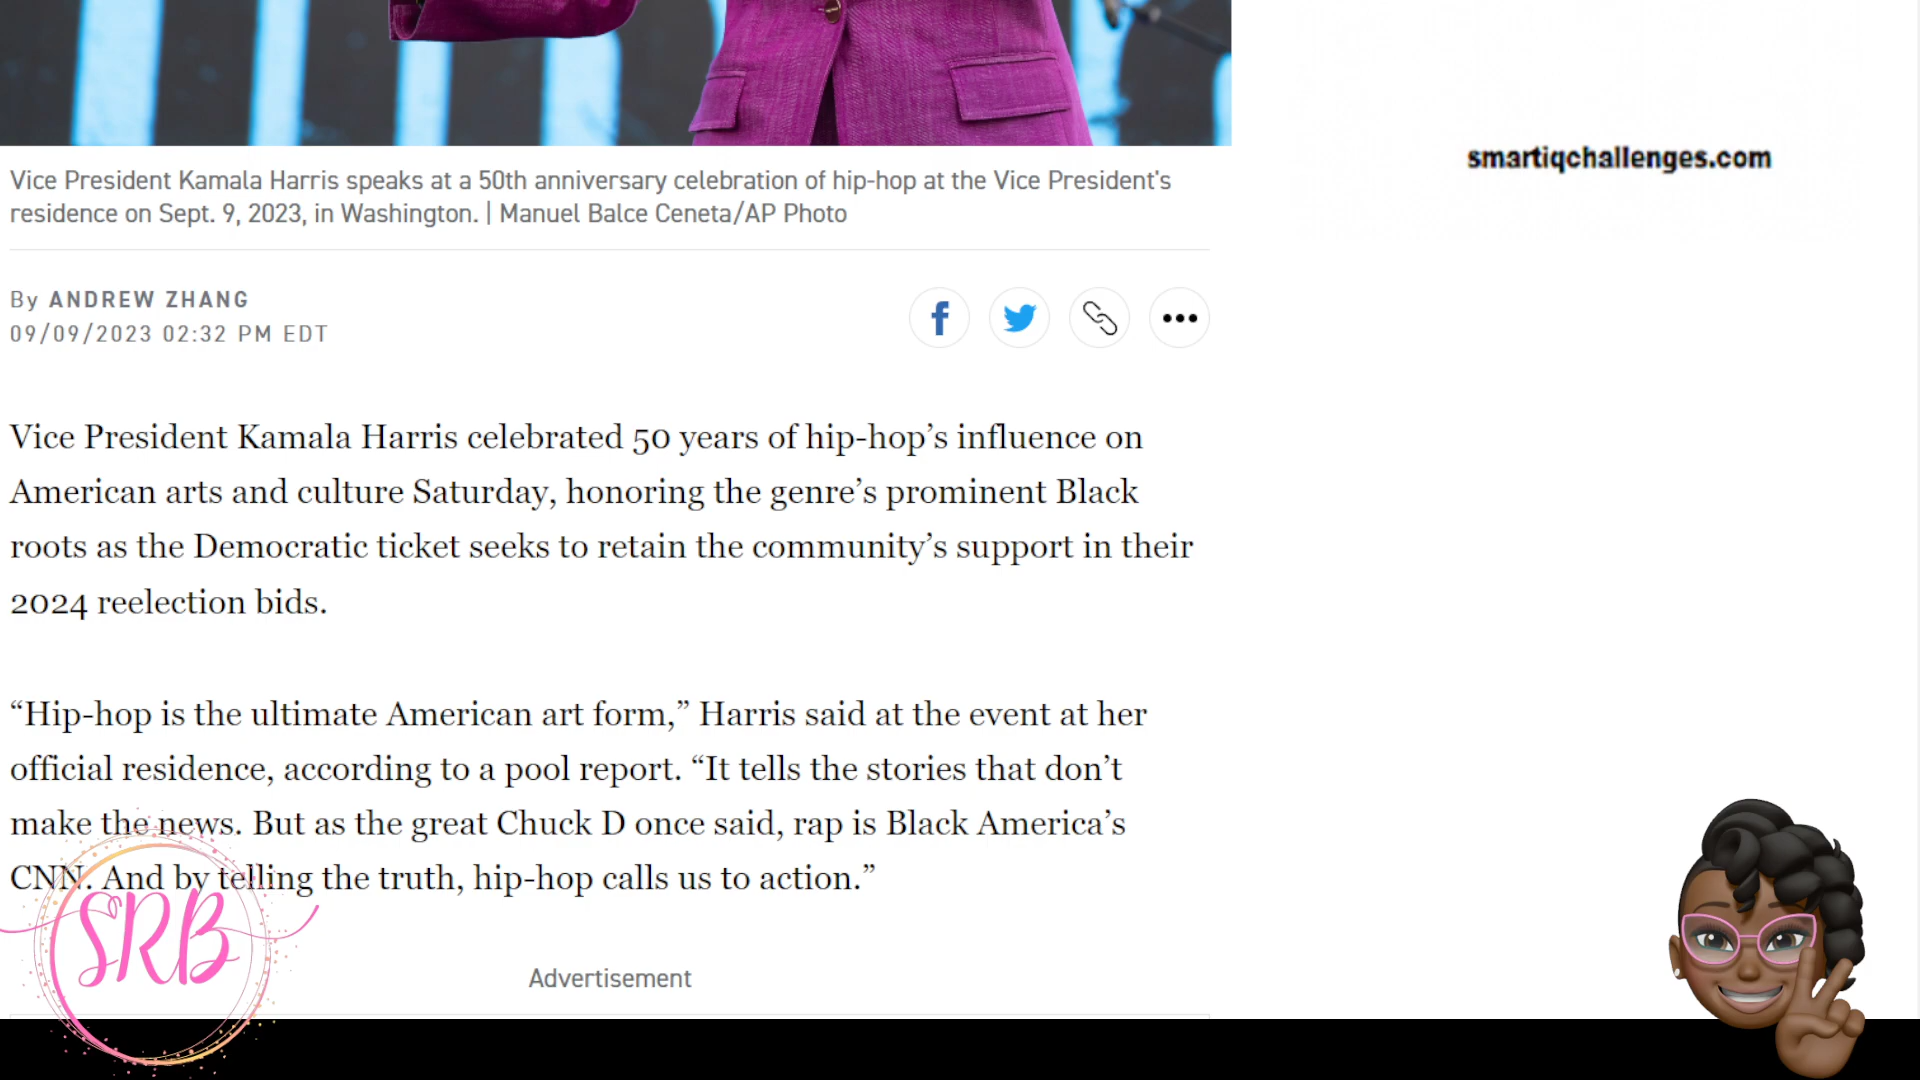 smartiqchallenges.com
Vice President Kamala Harris speaks at a 50th anniversary celebration of hip-hop at the Vice President's
residence on Sept. 9, 2023, in Washington. | Manuel Balce Ceneta/AP Photo
By ANDREW ZHANG
09/09/2023 02:32 PM EDT
Vice President Kamala Harris celebrated 50 years of hip-hop’s influence on
American arts and culture Saturday, honoring the genre’s prominent Black
roots as the Democratic ticket seeks to retain the community’s support in their
2024 reelection bids.
“Hip-hop is the ultimate American art form,” Harris said at the event at her
official residence, according to a pool report. “It tells the stories that don’t
make the news. But as the great Chuck D once said, rap is Black America’s
CNN. And by telling the truth, hip-hop calls us to action.”
SRB
Advertisement